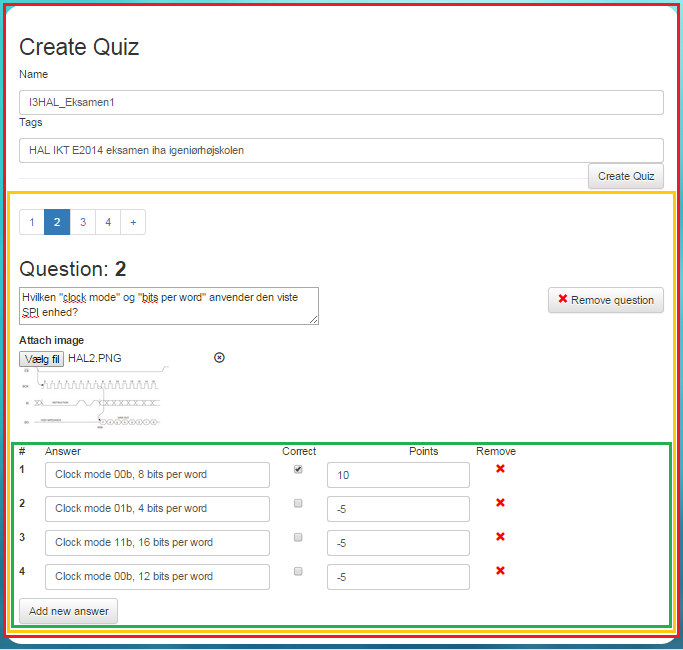 Create Quiz
Name
I3HAL_Eksamen1
Tags
HAL IKT E2014 eksamen iha igeniørhøjskolen
Create Quiz
1 2 3 4 +
Question: 2
Hvilken "clock mode" og "bits per word" anvender den viste
SPI enhed?
Remove question
Attach image
Vælg fil HAL2.PNG
# Answer Correct Points Remove
1 Clock mode 00b, 8 bits per word 10
2 Clock mode 01b, 4 bits per word -5
3 Clock mode 11b, 16 bits per word -5
4 Clock mode 00b, 12 bits per word -5
Add new answer